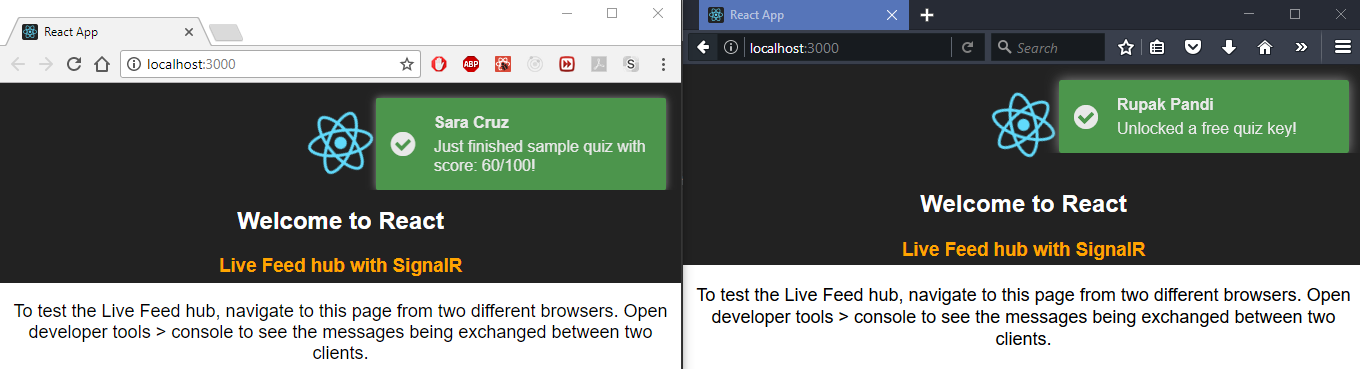 React App
localhost:3000
ABP
S
Sara Cruz
Just finished sample quiz with
score: 60/100!
Welcome to React
Live Feed hub with SignalR
To test the Live Feed hub, navigate to this page from two different browsers. Open
developer tools > console to see the messages being exchanged between two
clients.
React App
localhost:3000
Search
Rupak Pandi
Unlocked a free quiz key!
Welcome to React
Live Feed hub with SignalR
To test the Live Feed hub, navigate to this page from two different browsers. Open
developer tools > console to see the messages being exchanged between two
clients.